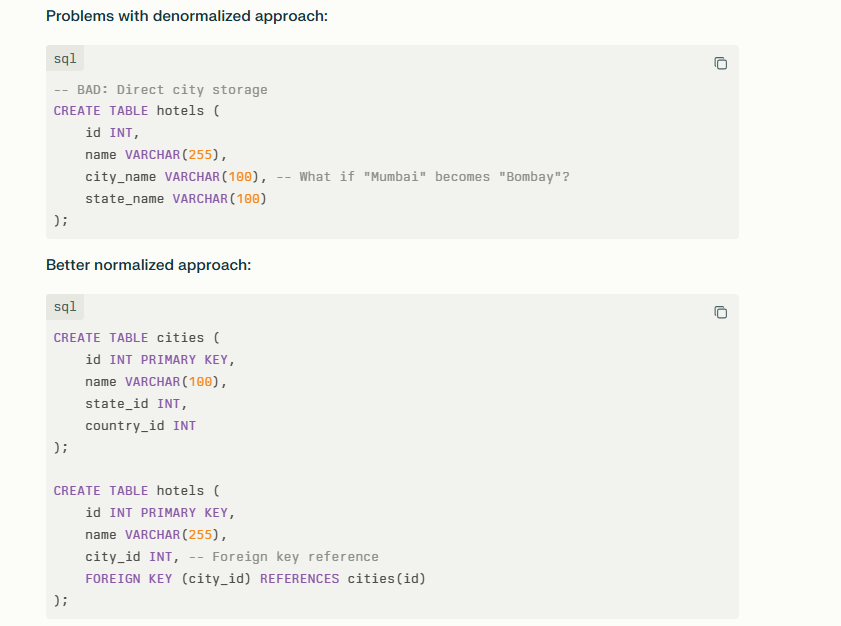 Problems with denormalized approach:
sql
-- BAD: Direct city storage
CREATE TABLE hotels (
    id INT,
    name VARCHAR(255),
    city_name VARCHAR(100), -- What if "Mumbai" becomes "Bombay"?
    state_name VARCHAR(100)
);
Better normalized approach:
sql
CREATE TABLE cities (
    id INT PRIMARY KEY,
    name VARCHAR(100),
    state_id INT,
    country_id INT
);
CREATE TABLE hotels (
    id INT PRIMARY KEY,
    name VARCHAR(255),
    city_id INT, -- Foreign key reference
    FOREIGN KEY (city_id) REFERENCES cities(id)
);